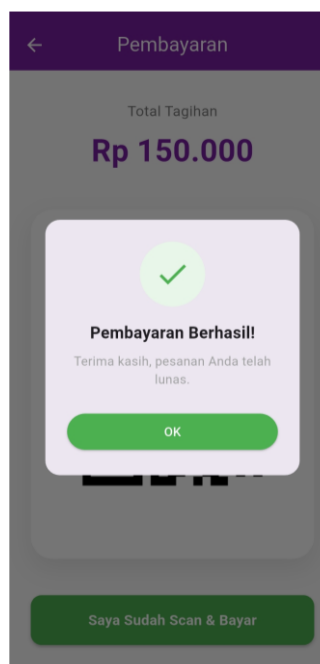 Pembayaran
Total Tagihan
Rp 150.000
Pembayaran Berhasil!
Terima kasih, pesanan Anda telah
lunas.
OK
Saya Sudah Scan & Bayar